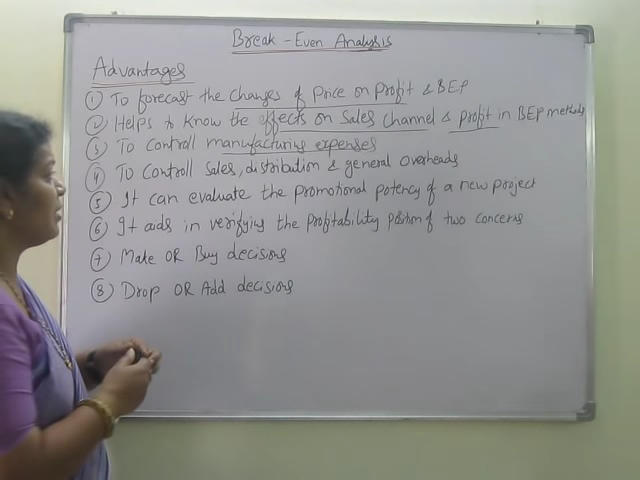 Break - Even Analysis
Advantages
① To forecast the changes of Price on Profit & BEP
② Helps to know the effects on Sales channel & profit in BEP methods
③ To controll manufacturing expenses
④ To controll sales, distribution & general overheads
⑤ It can evaluate the promotional potency of a new project
⑥ It aids in verifying the profitability position of two concerns
⑦ Make OR Buy decisions
⑧ Drop OR Add decisions